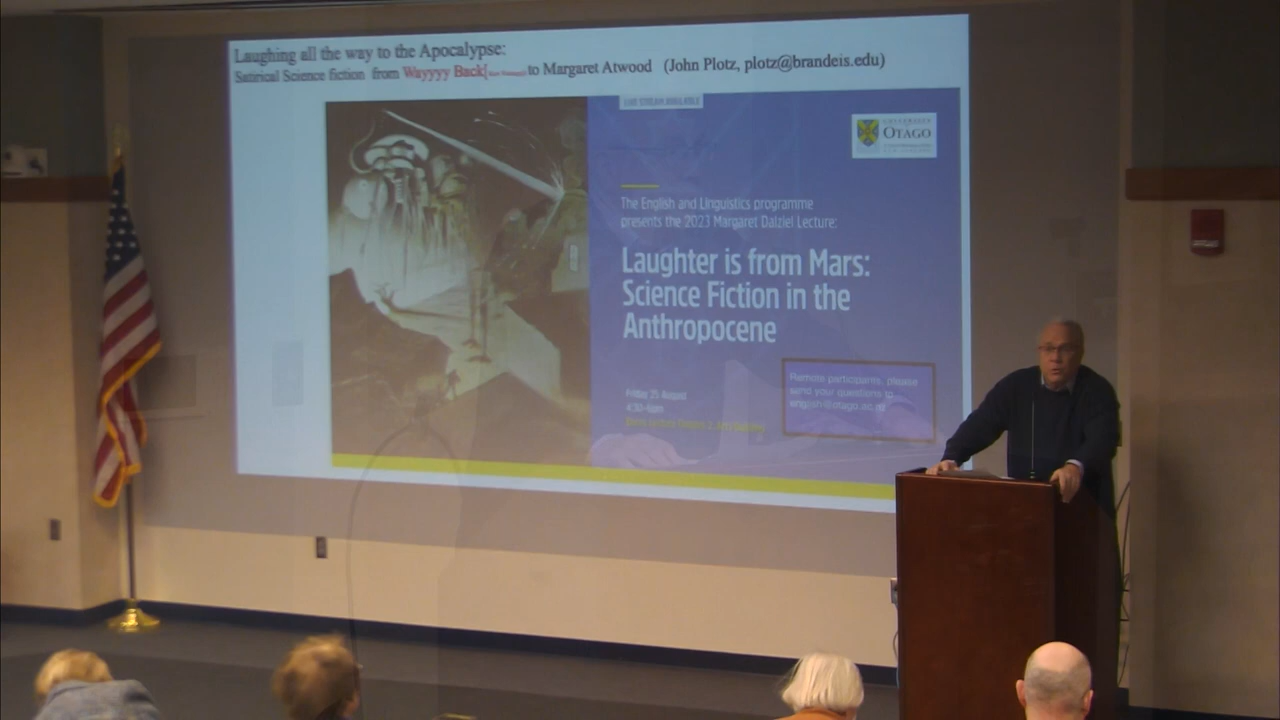 Laughing all the way to the Apocalypse:
Satirical Science fiction from Wayyyy Back[ to Margaret Atwood (John Plotz, plotz@brandeis.edu)
LIVE STREAM AVAILABLE
OTAGO
The English and Linguistics programme
presents the 2023 Margaret Dalziel Lecture:
Laughter is from Mars:
Science Fiction in the
Anthropocene
Remote participants, please
send your questions to
english@otago.ac.nz
Friday 25 August
4:30-6pm